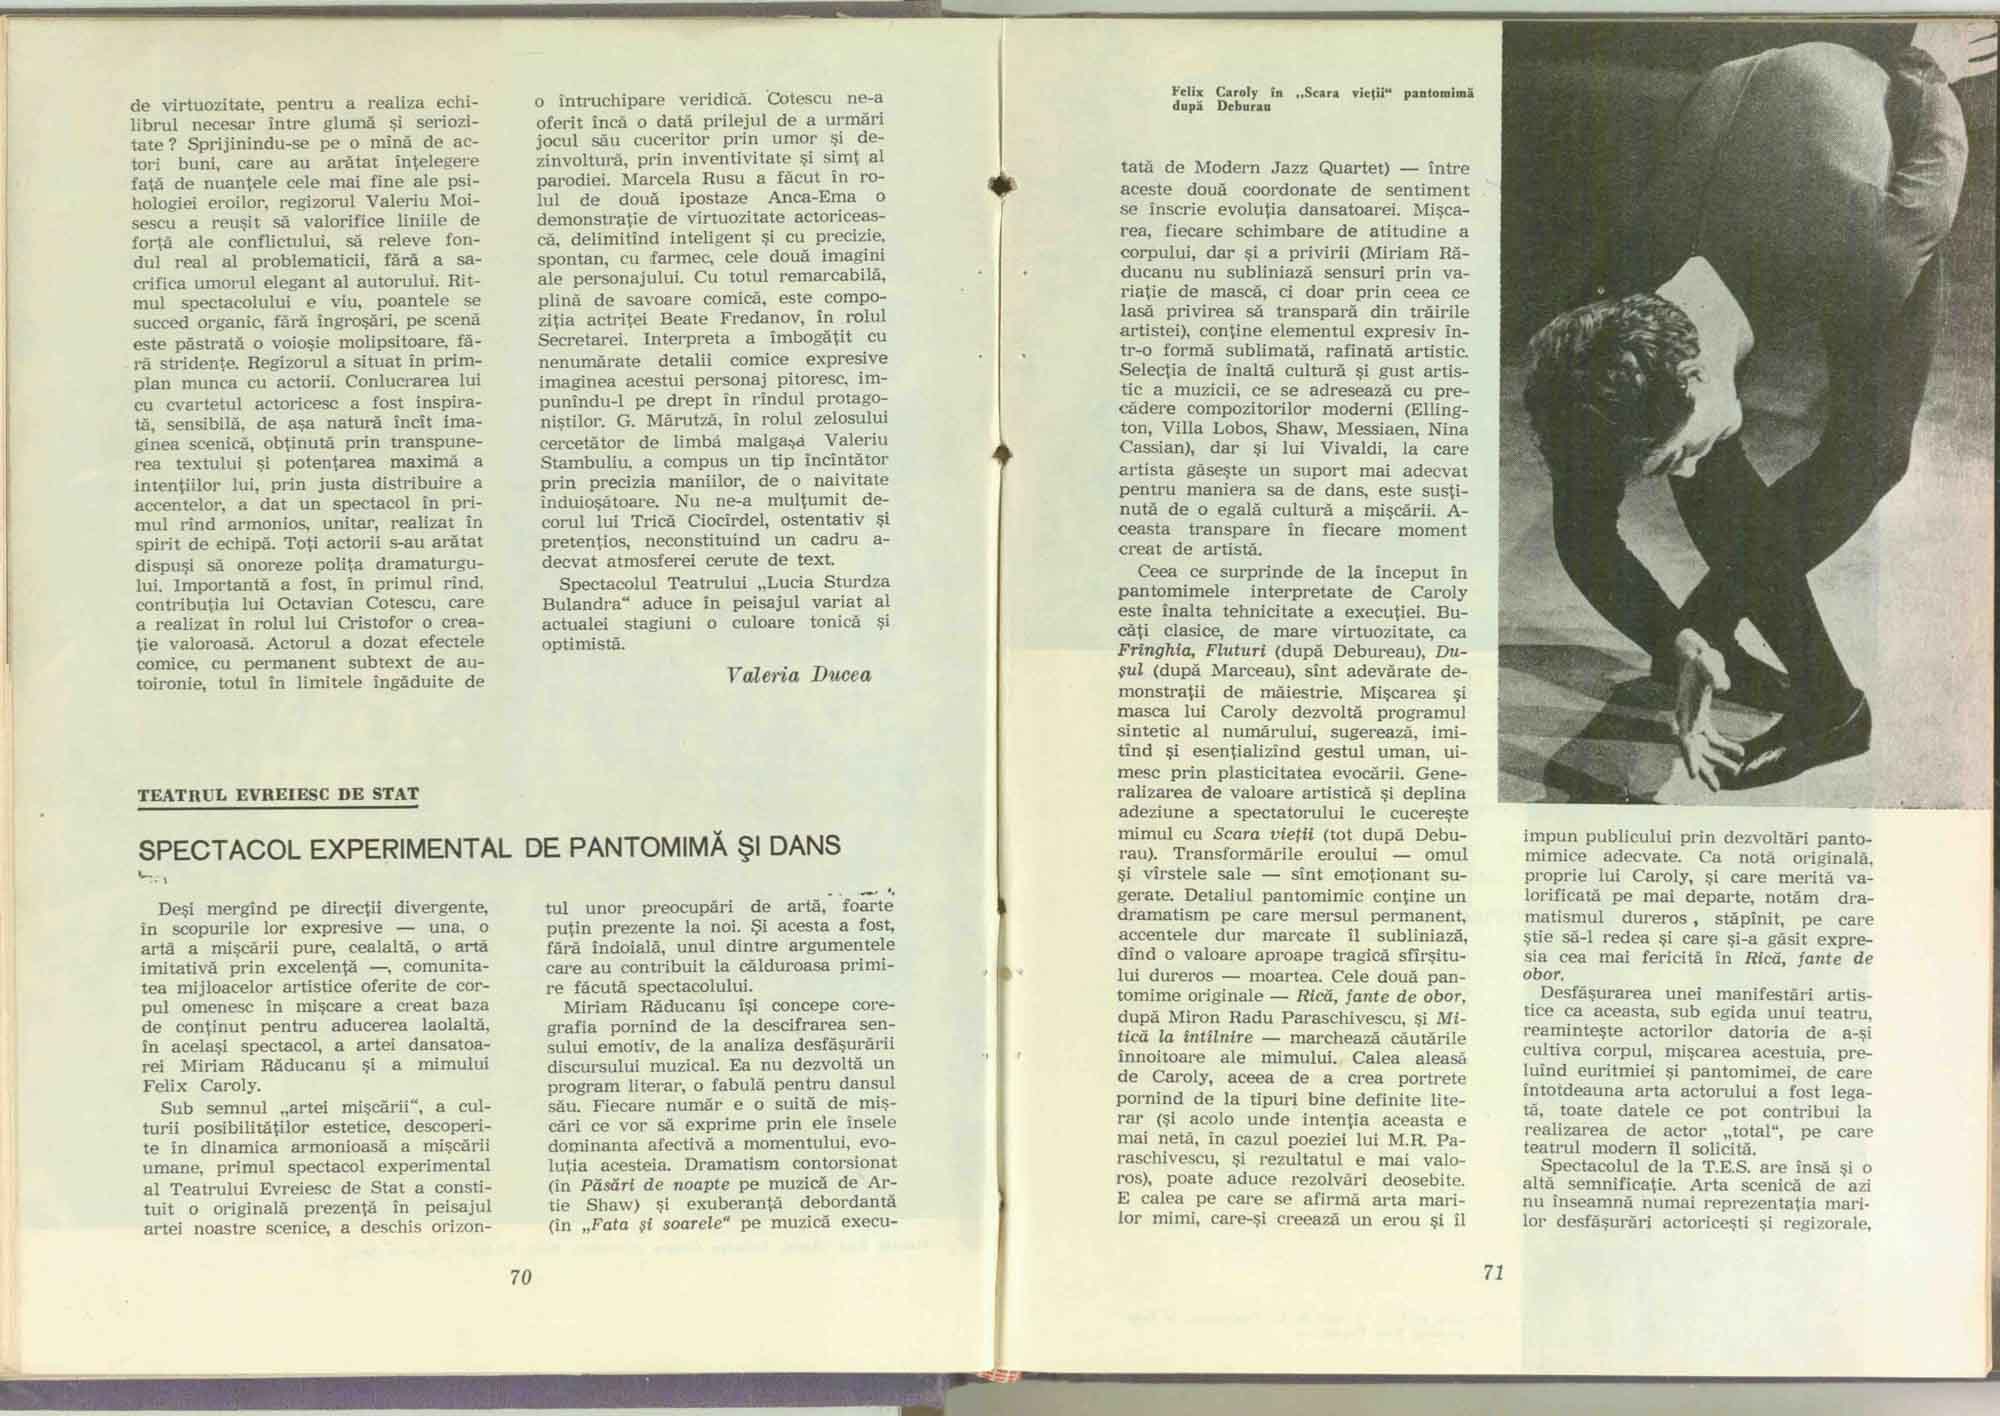 de virtuozitate, pentru a realiza echi-
librul necesar între glumă și seriozi-
tate ? Sprijinindu-se pe o mînă de ac-
tori buni, care au arătat înțelegere
față de nuanțele cele mai fine ale psi-
hologiei eroilor, regizorul Valeriu Moi-
sescu a reușit să valorifice liniile de
forță ale conflictului, să releve fon-
dul real al problematicii, fără a sa-
crifica umorul elegant al autorului. Rit-
mul spectacolului e viu, poantele se
succed organic, fără îngroșări, pe scenă
este păstrată o voioșie molipsitoare, fă-
ră stridențe. Regizorul a situat în prim-
plan munca cu actorii. Conlucrarea lui
cu cvartetul actoricesc a fost inspira-
tă, sensibilă, de așa natură încît ima-
ginea scenică, obținută prin transpune-
rea textului și potențarea maximă a
intențiilor lui, prin justa distribuire a
accentelor, a dat un spectacol în pri-
mul rînd armonios, unitar, realizat în
spirit de echipă. Toți actorii s-au arătat
dispuși să onoreze polița dramaturgu-
lui. Importantă a fost, în primul rînd,
contribuția lui Octavian Cotescu, care
a realizat în rolul lui Cristofor o crea-
ție valoroasă. Actorul a dozat efectele
comice, cu permanent subtext de au-
toironie, totul în limitele îngăduite de
o întruchipare veridică. Cotescu ne-a
oferit încă o dată prilejul de a urmări
jocul său cuceritor prin umor și de-
zinvoltură, prin inventivitate și simț al
parodiei. Marcela Rusu a făcut în ro-
lul de două ipostaze Anca-Ema o
demonstrație de virtuozitate actoriceas-
că, delimitînd inteligent și cu precizie,
spontan, cu farmec, cele două imagini
ale personajului. Cu totul remarcabilă,
plină de savoare comică, este compo-
ziția actriței Beate Fredanov, în rolul
Secretarei. Interpreta a îmbogățit cu
nenumărate detalii comice expresive
imaginea acestui personaj pitoresc, im-
punîndu-l pe drept în rîndul protago-
niștilor. G. Mărutză, în rolul zelosului
cercetător de limbă malgașă Valeriu
Stambuliu, a compus un tip încîntător
prin precizia maniilor, de o naivitate
înduioșătoare. Nu ne-a mulțumit de-
corul lui Trică Ciocîrdel, ostentativ și
pretențios, neconstituind un cadru a-
decvat atmosferei cerute de text.
Spectacolul Teatrului „Lucia Sturdza
Bulandra“ aduce în peisajul variat al
actualei stagiuni o culoare tonică și
optimistă.
Valeria Ducea
TEATRUL EVREIESC DE STAT
SPECTACOL EXPERIMENTAL DE PANTOMIMĂ ȘI DANS
Deși mergînd pe direcții divergente,
în scopurile lor expresive — una, o
artă a mișcării pure, cealaltă, o artă
imitativă prin excelență —, comunita-
tea mijloacelor artistice oferite de cor-
pul omenesc în mișcare a creat baza
de conținut pentru aducerea laolaltă,
în același spectacol, a artei dansatoa-
rei Miriam Răducanu și a mimului
Felix Caroly.
Sub semnul „artei mișcării“, a cul-
turii posibilităților estetice, descoperi-
te în dinamica armonioasă a mișcării
umane, primul spectacol experimental
al Teatrului Evreiesc de Stat a consti-
tuit o originală prezență în peisajul
artei noastre scenice, a deschis orizon-
tul unor preocupări de artă, foarte
puțin prezente la noi. Și acesta a fost,
fără îndoială, unul dintre argumentele
care au contribuit la călduroasa primi-
re făcută spectacolului.
Miriam Răducanu își concepe core-
grafia pornind de la descifrarea sen-
sului emotiv, de la analiza desfășurării
discursului muzical. Ea nu dezvoltă un
program literar, o fabulă pentru dansul
său. Fiecare număr e o suită de miș-
cări ce vor să exprime prin ele însele
dominanta afectivă a momentului, evo-
luția acesteia. Dramatism contorsionat
(în Păsări de noapte pe muzică de Ar-
tie Shaw) și exuberanță debordantă
(în „Fata și soarele“ pe muzică execu-
70
Felix Caroly în „Scara vieții“ pantomimă
după Deburau
tată de Modern Jazz Quartet) — între
aceste două coordonate de sentiment
se înscrie evoluția dansatoarei. Mișca-
rea, fiecare schimbare de atitudine a
corpului, dar și a privirii (Miriam Ră-
ducanu nu subliniază sensuri prin va-
riație de mască, ci doar prin ceea ce
lasă privirea să transpară din trăirile
artistei), conține elementul expresiv în-
tr-o formă sublimată, rafinată artistic.
Selecția de înaltă cultură și gust artis-
tic a muzicii, ce se adresează cu pre-
cădere compozitorilor moderni (Elling-
ton, Villa Lobos, Shaw, Messiaen, Nina
Cassian), dar și lui Vivaldi, la care
artista găsește un suport mai adecvat
pentru maniera sa de dans, este susți-
nută de o egală cultură a mișcării. A-
ceasta transpare în fiecare moment
creat de artistă.
Ceea ce surprinde de la început în
pantomimele interpretate de Caroly
este înalta tehnicitate a execuției. Bu-
căți clasice, de mare virtuozitate, ca
Frînghia, Fluturi (după Debureau), Du-
șul (după Marceau), sînt adevărate de-
monstrații de măiestrie. Mișcarea și
masca lui Caroly dezvoltă programul
sintetic al numărului, sugerează, imi-
tînd și esențializînd gestul uman, ui-
mesc prin plasticitatea evocării. Gene-
ralizarea de valoare artistică și deplina
adeziune a spectatorului le cucerește
mimul cu Scara vieții (tot după Debu-
rau). Transformările eroului — omul
și vîrstele sale — sînt emoționant su-
gerate. Detaliul pantomimic conține un
dramatism pe care mersul permanent,
accentele dur marcate îl subliniază,
dînd o valoare aproape tragică sfîrșitu-
lui dureros — moartea. Cele două pan-
tomime originale — Rică, fante de obor,
după Miron Radu Paraschivescu, și Mi-
tică la întîlnire — marchează căutările
înnoitoare ale mimului. Calea aleasă
de Caroly, aceea de a crea portrete
pornind de la tipuri bine definite lite-
rar (și acolo unde intenția aceasta e
mai netă, în cazul poeziei lui M.R. Pa-
raschivescu, și rezultatul e mai valo-
ros), poate aduce rezolvări deosebite.
E calea pe care se afirmă arta mari-
lor mimi, care-și creează un erou și îl
impun publicului prin dezvoltări panto-
mimice adecvate. Ca notă originală,
proprie lui Caroly, și care merită va-
lorificată pe mai departe, notăm dra-
matismul dureros , stăpînit, pe care
știe să-l redea și care și-a găsit expre-
sia cea mai fericită în Rică, fante de
obor.
Desfășurarea unei manifestări artis-
tice ca aceasta, sub egida unui teatru,
reamintește actorilor datoria de a-și
cultiva corpul, mișcarea acestuia, pre-
luînd euritmiei și pantomimei, de care
întotdeauna arta actorului a fost lega-
tă, toate datele ce pot contribui la
realizarea de actor „total“, pe care
teatrul modern îl solicită.
Spectacolul de la T.E.S. are însă și o
altă semnificație. Arta scenică de azi
nu înseamnă numai reprezentația mari-
lor desfășurări actoricești și regizorale,
71